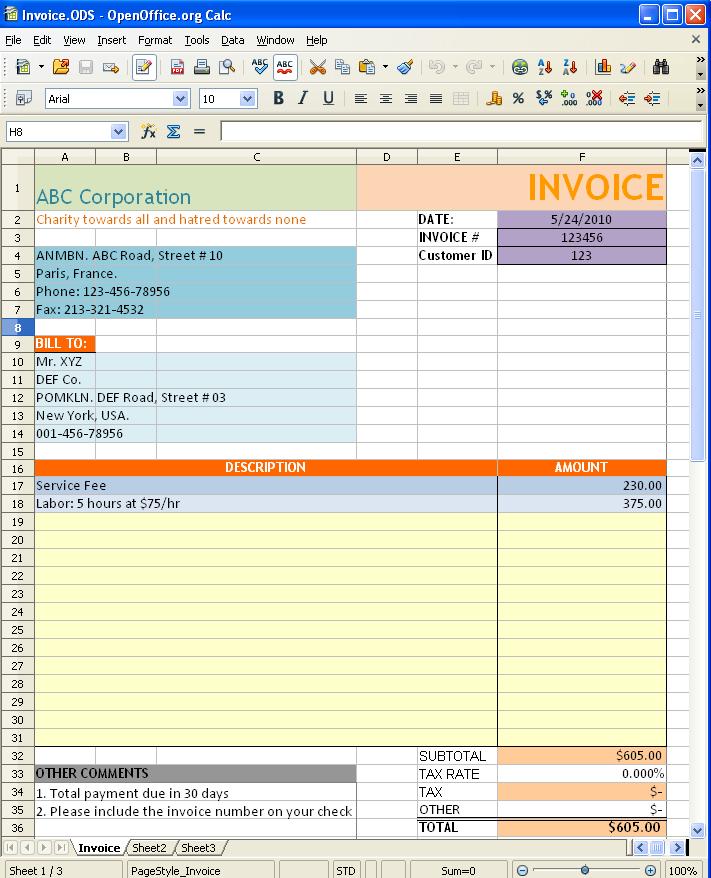 Invoice.ODS - OpenOffice.org Calc
File Edit View Insert Format Tools Data Window Help
Arial 10 B I U
H8
A B C D E F
1 ABC Corporation INVOICE
2 Charity towards all and hatred towards none DATE: 5/24/2010
3 INVOICE # 123456
4 ANMBN. ABC Road, Street # 10 Customer ID 123
5 Paris, France.
6 Phone: 123-456-78956
7 Fax: 213-321-4532
8
9 BILL TO:
10 Mr. XYZ
11 DEF Co.
12 POMKLN. DEF Road, Street # 03
13 New York, USA.
14 001-456-78956
15
16 DESCRIPTION AMOUNT
17 Service Fee 230.00
18 Labor: 5 hours at $75/hr 375.00
19
20
21
22
23
24
25
26
27
28
29
30
31
32 SUBTOTAL $605.00
33 OTHER COMMENTS TAX RATE 0.000%
34 1. Total payment due in 30 days TAX $-
35 2. Please include the invoice number on your check OTHER $-
36 TOTAL $605.00
Invoice Sheet2 Sheet3
Sheet 1 / 3 PageStyle_Invoice STD Sum=0 100%